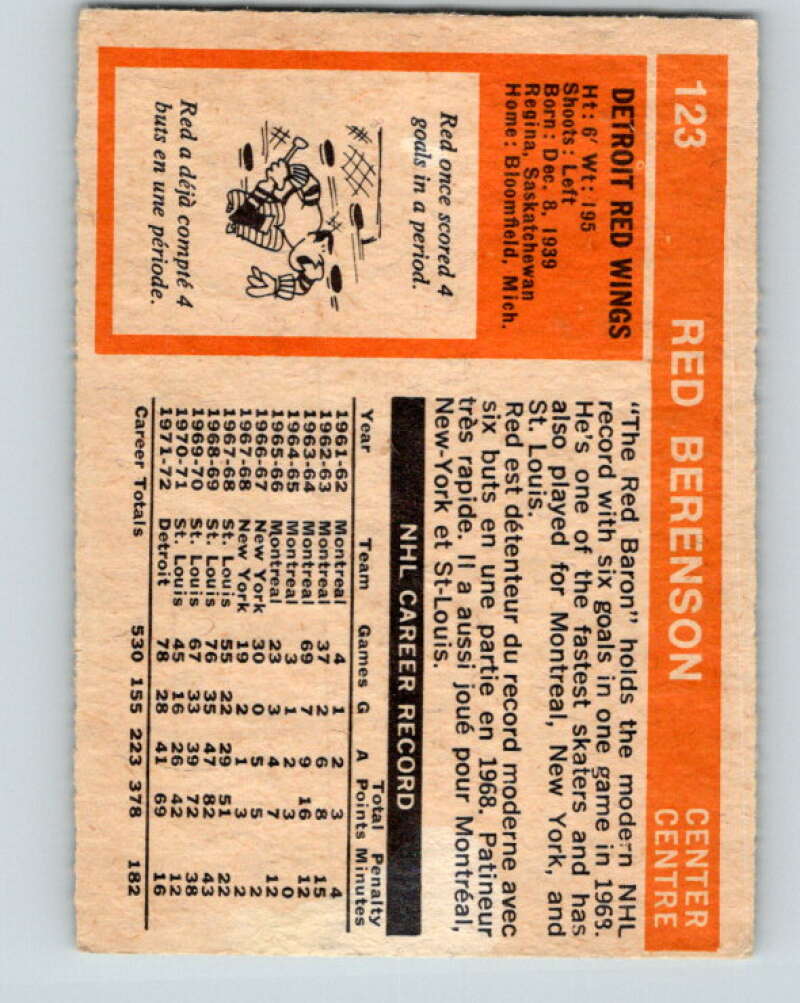 123 RED BERENSON CENTER
CENTRE
DETROIT RED WINGS
Ht: 6' Wt: 195
Shoots: Left
Born: Dec. 8, 1939
Regina, Saskatchewan
Home: Bloomfield, Mich.
Red once scored 4
goals in a period.
Red a déjà compté 4
buts en une période.
"The Red Baron" holds the modern NHL
record with six goals in one game in 1968.
He's one of the fastest skaters and has
also played for Montreal, New York, and
St. Louis.
Red est détenteur du record moderne avec
six buts en une partie en 1968. Patineur
très rapide. Il a aussi joué pour Montréal,
New-York et St-Louis.
NHL CAREER RECORD
Total Penalty
Year Team Games G A Points Minutes
1961-62 Montreal 4 1 2 3 4
1962-63 Montreal 37 2 6 8 15
1963-64 Montreal 69 7 9 16 12
1964-65 Montreal 3 1 2 3 0
1965-66 Montreal 23 3 4 7 12
1966-67 New York 30 0 5 5 2
1967-68 New York 19 2 1 3 2
1967-68 St. Louis 55 22 29 51 22
1968-69 St. Louis 76 35 47 82 43
1969-70 St. Louis 67 33 39 72 38
1970-71 St. Louis 45 16 26 42 12
1971-72 Detroit 78 28 41 69 16
Career Totals 530 155 223 378 182